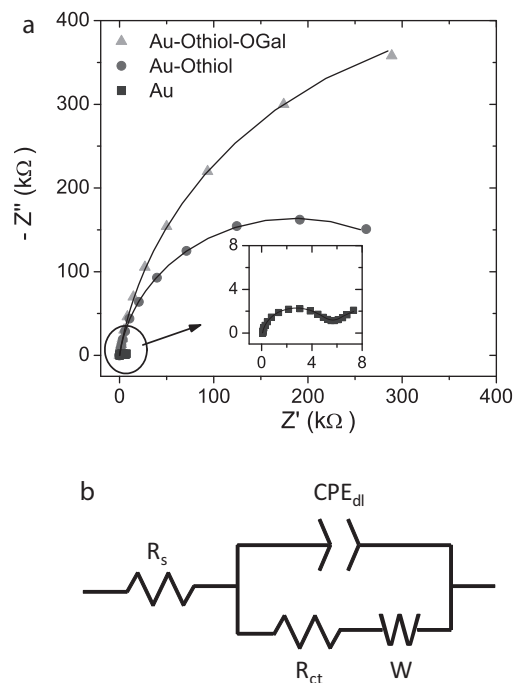 a
Au-Othiol-OGal
Au-Othiol
Au
- Z'' (kΩ)
400
300
200
100
0
8
4
0
0 4 8
0 100 200 300 400
Z' (kΩ)
b
CPEdl
Rs
Rct
W